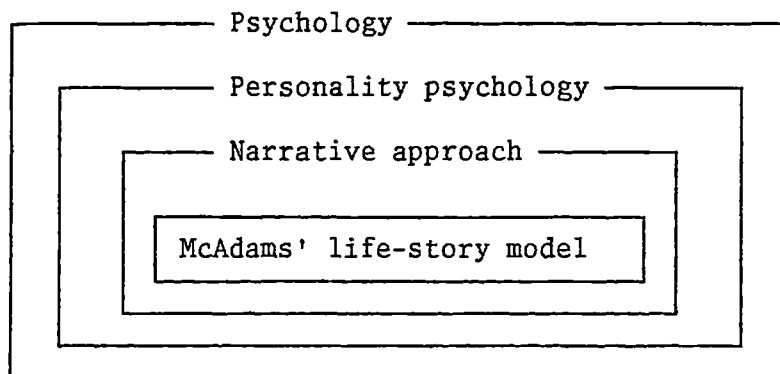 Psychology
Personality psychology
Narrative approach
McAdams' life-story model